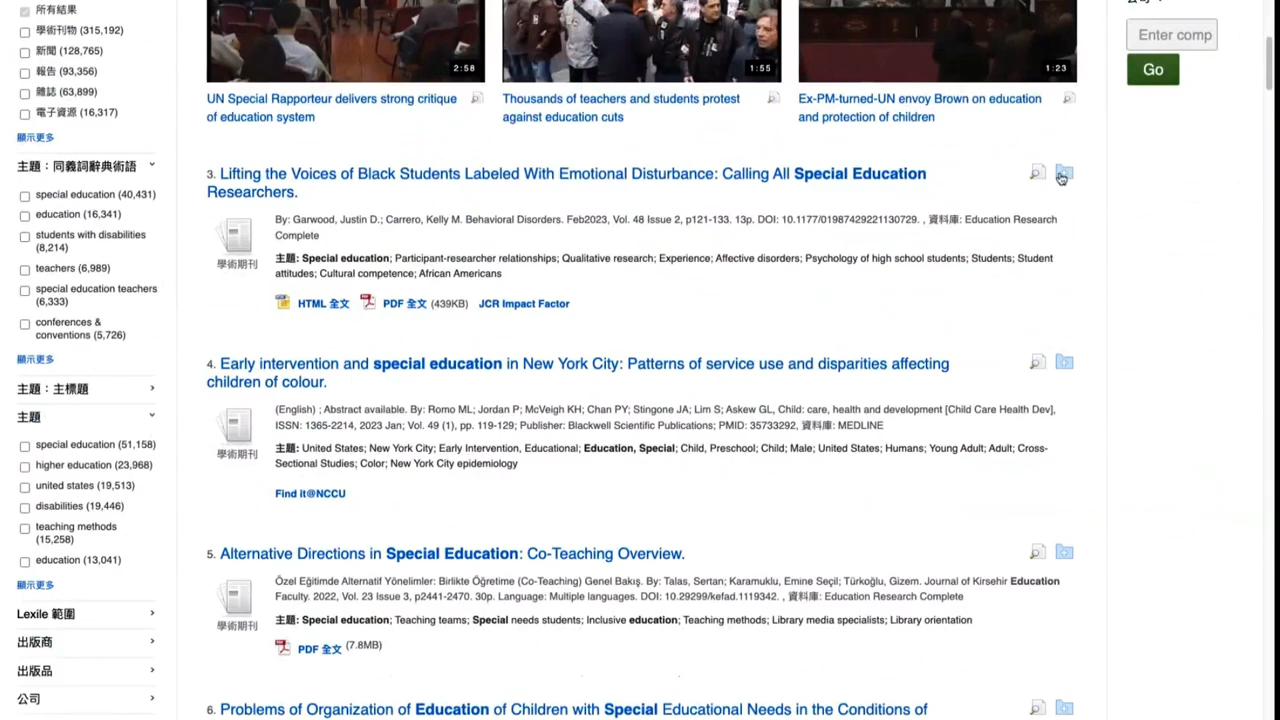 所有結果
學術刊物 (315,192)
新聞 (128,765)
報告 (93,356)
雜誌 (63,899)
電子資源 (16,317)
顯示更多
主題：同義詞辭典術語
special education (40,431)
education (16,341)
students with disabilities
(8,214)
teachers (6,989)
special education teachers
(6,333)
conferences &
conventions (5,726)
顯示更多
主題：主標題
主題
special education (51,158)
higher education (23,968)
united states (19,513)
disabilities (19,446)
teaching methods
(15,258)
education (13,041)
顯示更多
Lexile 範圍
出版商
出版品
公司
2:58
1:55
1:23
UN Special Rapporteur delivers strong critique
of education system
Thousands of teachers and students protest
against education cuts
Ex-PM-turned-UN envoy Brown on education
and protection of children
3. Lifting the Voices of Black Students Labeled With Emotional Disturbance: Calling All Special Education
Researchers.
學術期刊
By: Garwood, Justin D.; Carrero, Kelly M. Behavioral Disorders. Feb2023, Vol. 48 Issue 2, p121-133. 13p. DOI: 10.1177/01987429221130729. , 資料庫: Education Research
Complete
主題: Special education; Participant-researcher relationships; Qualitative research; Experience; Affective disorders; Psychology of high school students; Students; Student
attitudes; Cultural competence; African Americans
HTML 全文 PDF 全文 (439KB) JCR Impact Factor
4. Early intervention and special education in New York City: Patterns of service use and disparities affecting
children of colour.
學術期刊
(English) ; Abstract available. By: Romo ML; Jordan P; McVeigh KH; Chan PY; Stingone JA; Lim S; Askew GL, Child: care, health and development [Child Care Health Dev],
ISSN: 1365-2214, 2023 Jan; Vol. 49 (1), pp. 119-129; Publisher: Blackwell Scientific Publications; PMID: 35733292, 資料庫: MEDLINE
主題: United States; New York City; Early Intervention, Educational; Education, Special; Child, Preschool; Child; Male; United States; Humans; Young Adult; Adult; Cross-
Sectional Studies; Color; New York City epidemiology
Find it@NCCU
5. Alternative Directions in Special Education: Co-Teaching Overview.
學術期刊
Özel Eğitimde Alternatif Yönelimler: Birlikte Öğretime (Co-Teaching) Genel Bakış. By: Talas, Sertan; Karamuklu, Emıne Seçil; Türkoğlu, Gizem. Journal of Kirsehir Education
Faculty. 2022, Vol. 23 Issue 3, p2441-2470. 30p. Language: Multiple languages. DOI: 10.29299/kefad.1119342. , 資料庫: Education Research Complete
主題: Special education; Teaching teams; Special needs students; Inclusive education; Teaching methods; Library media specialists; Library orientation
PDF 全文 (7.8MB)
6. Problems of Organization of Education of Children with Special Educational Needs in the Conditions of
Enter comp
Go